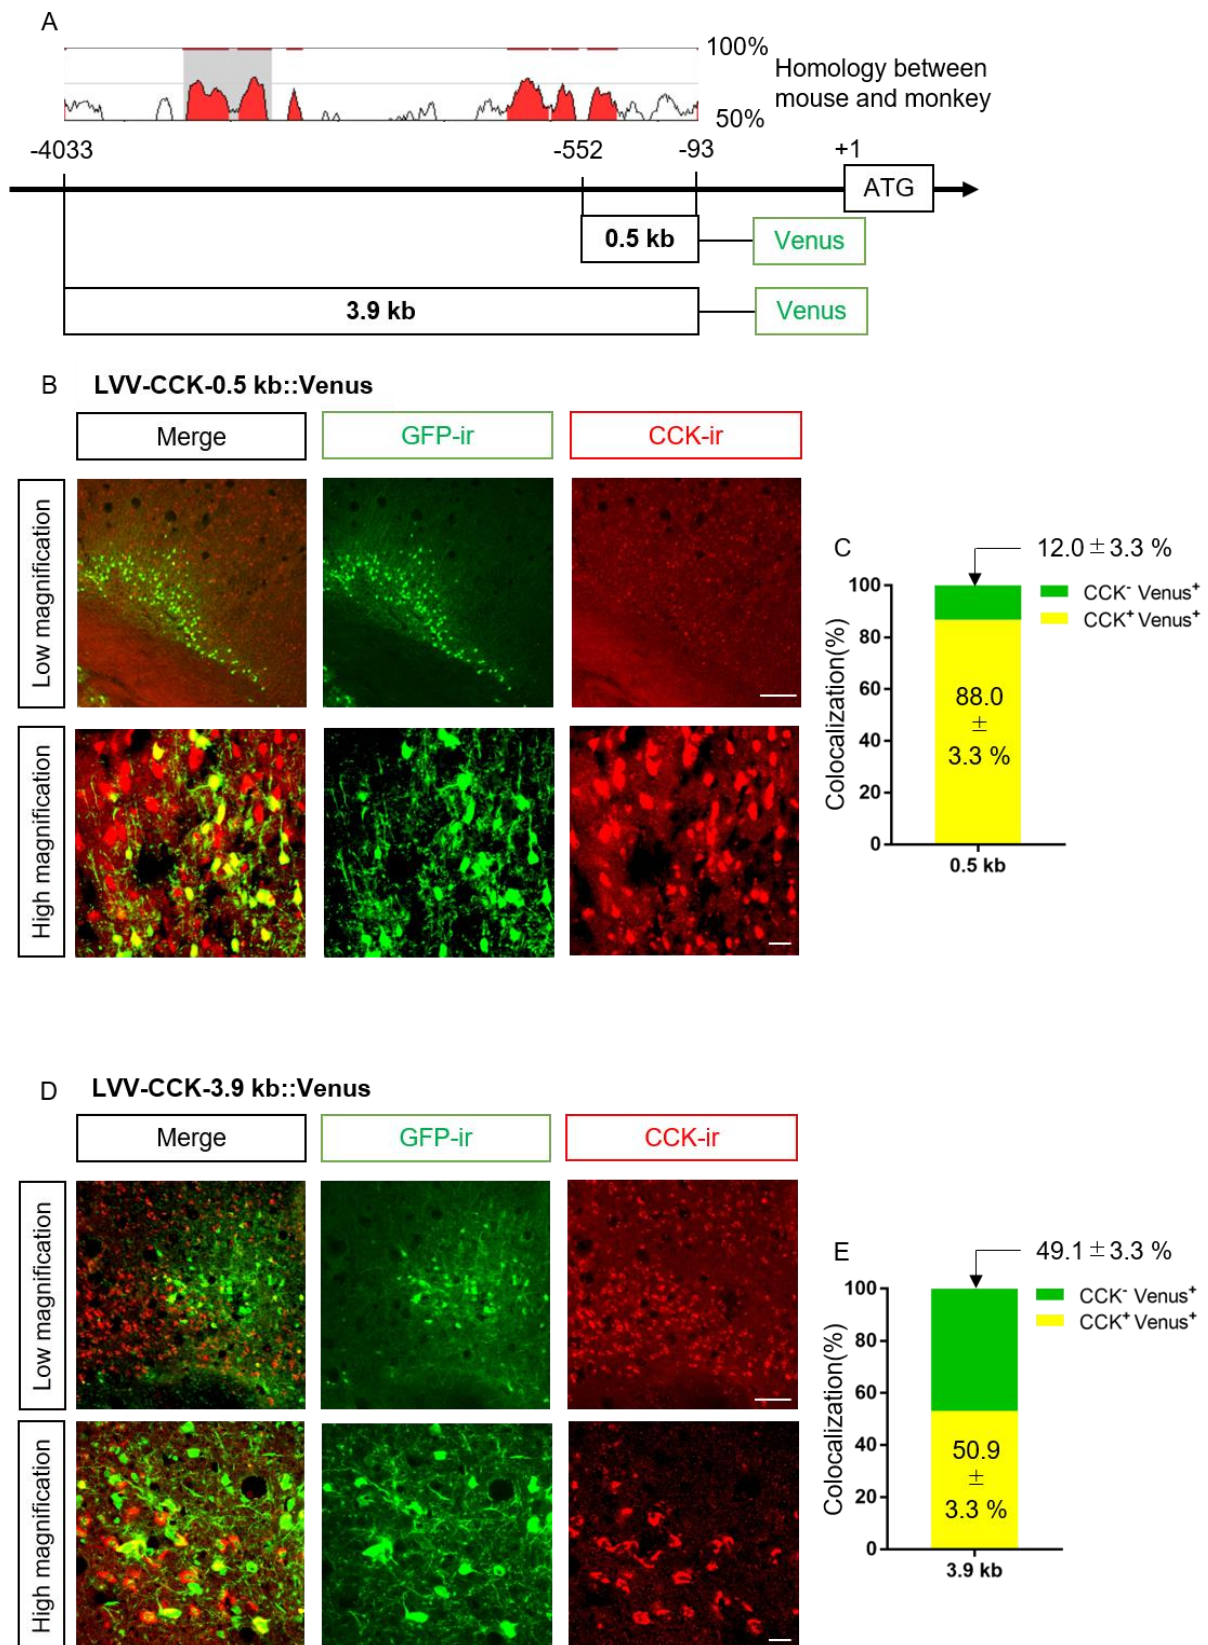 A
100%
Homology between
mouse and monkey
50%
-4033
-552
-93
+1
ATG
0.5 kb
Venus
3.9 kb
Venus
B
LVV-CCK-0.5 kb::Venus
Merge
GFP-ir
CCK-ir
Low magnification
High magnification
C
12.0 ± 3.3 %
CCK⁻ Venus⁺
CCK⁺ Venus⁺
Colocalization(%)
100
80
60
40
20
0
88.0
±
3.3 %
0.5 kb
D
LVV-CCK-3.9 kb::Venus
Merge
GFP-ir
CCK-ir
Low magnification
High magnification
E
49.1 ± 3.3 %
CCK⁻ Venus⁺
CCK⁺ Venus⁺
Colocalization(%)
100
80
60
40
20
0
50.9
±
3.3 %
3.9 kb